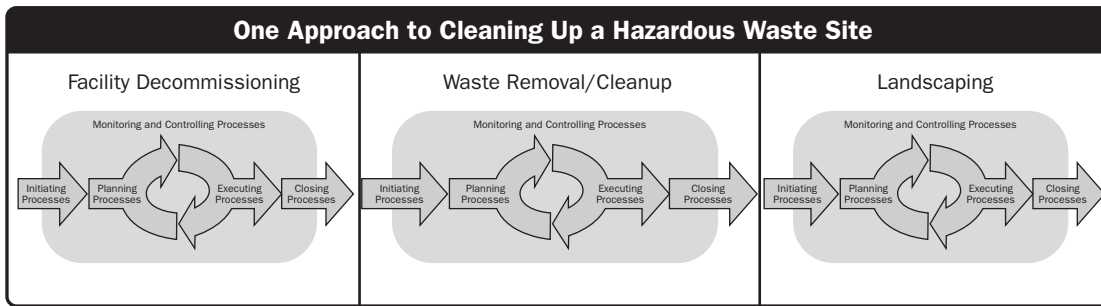 One Approach to Cleaning Up a Hazardous Waste Site
Facility Decommissioning
Monitoring and Controlling Processes
Initiating
Processes
Planning
Processes
Executing
Processes
Closing
Processes
Waste Removal/Cleanup
Monitoring and Controlling Processes
Initiating
Processes
Planning
Processes
Executing
Processes
Closing
Processes
Landscaping
Monitoring and Controlling Processes
Initiating
Processes
Planning
Processes
Executing
Processes
Closing
Processes